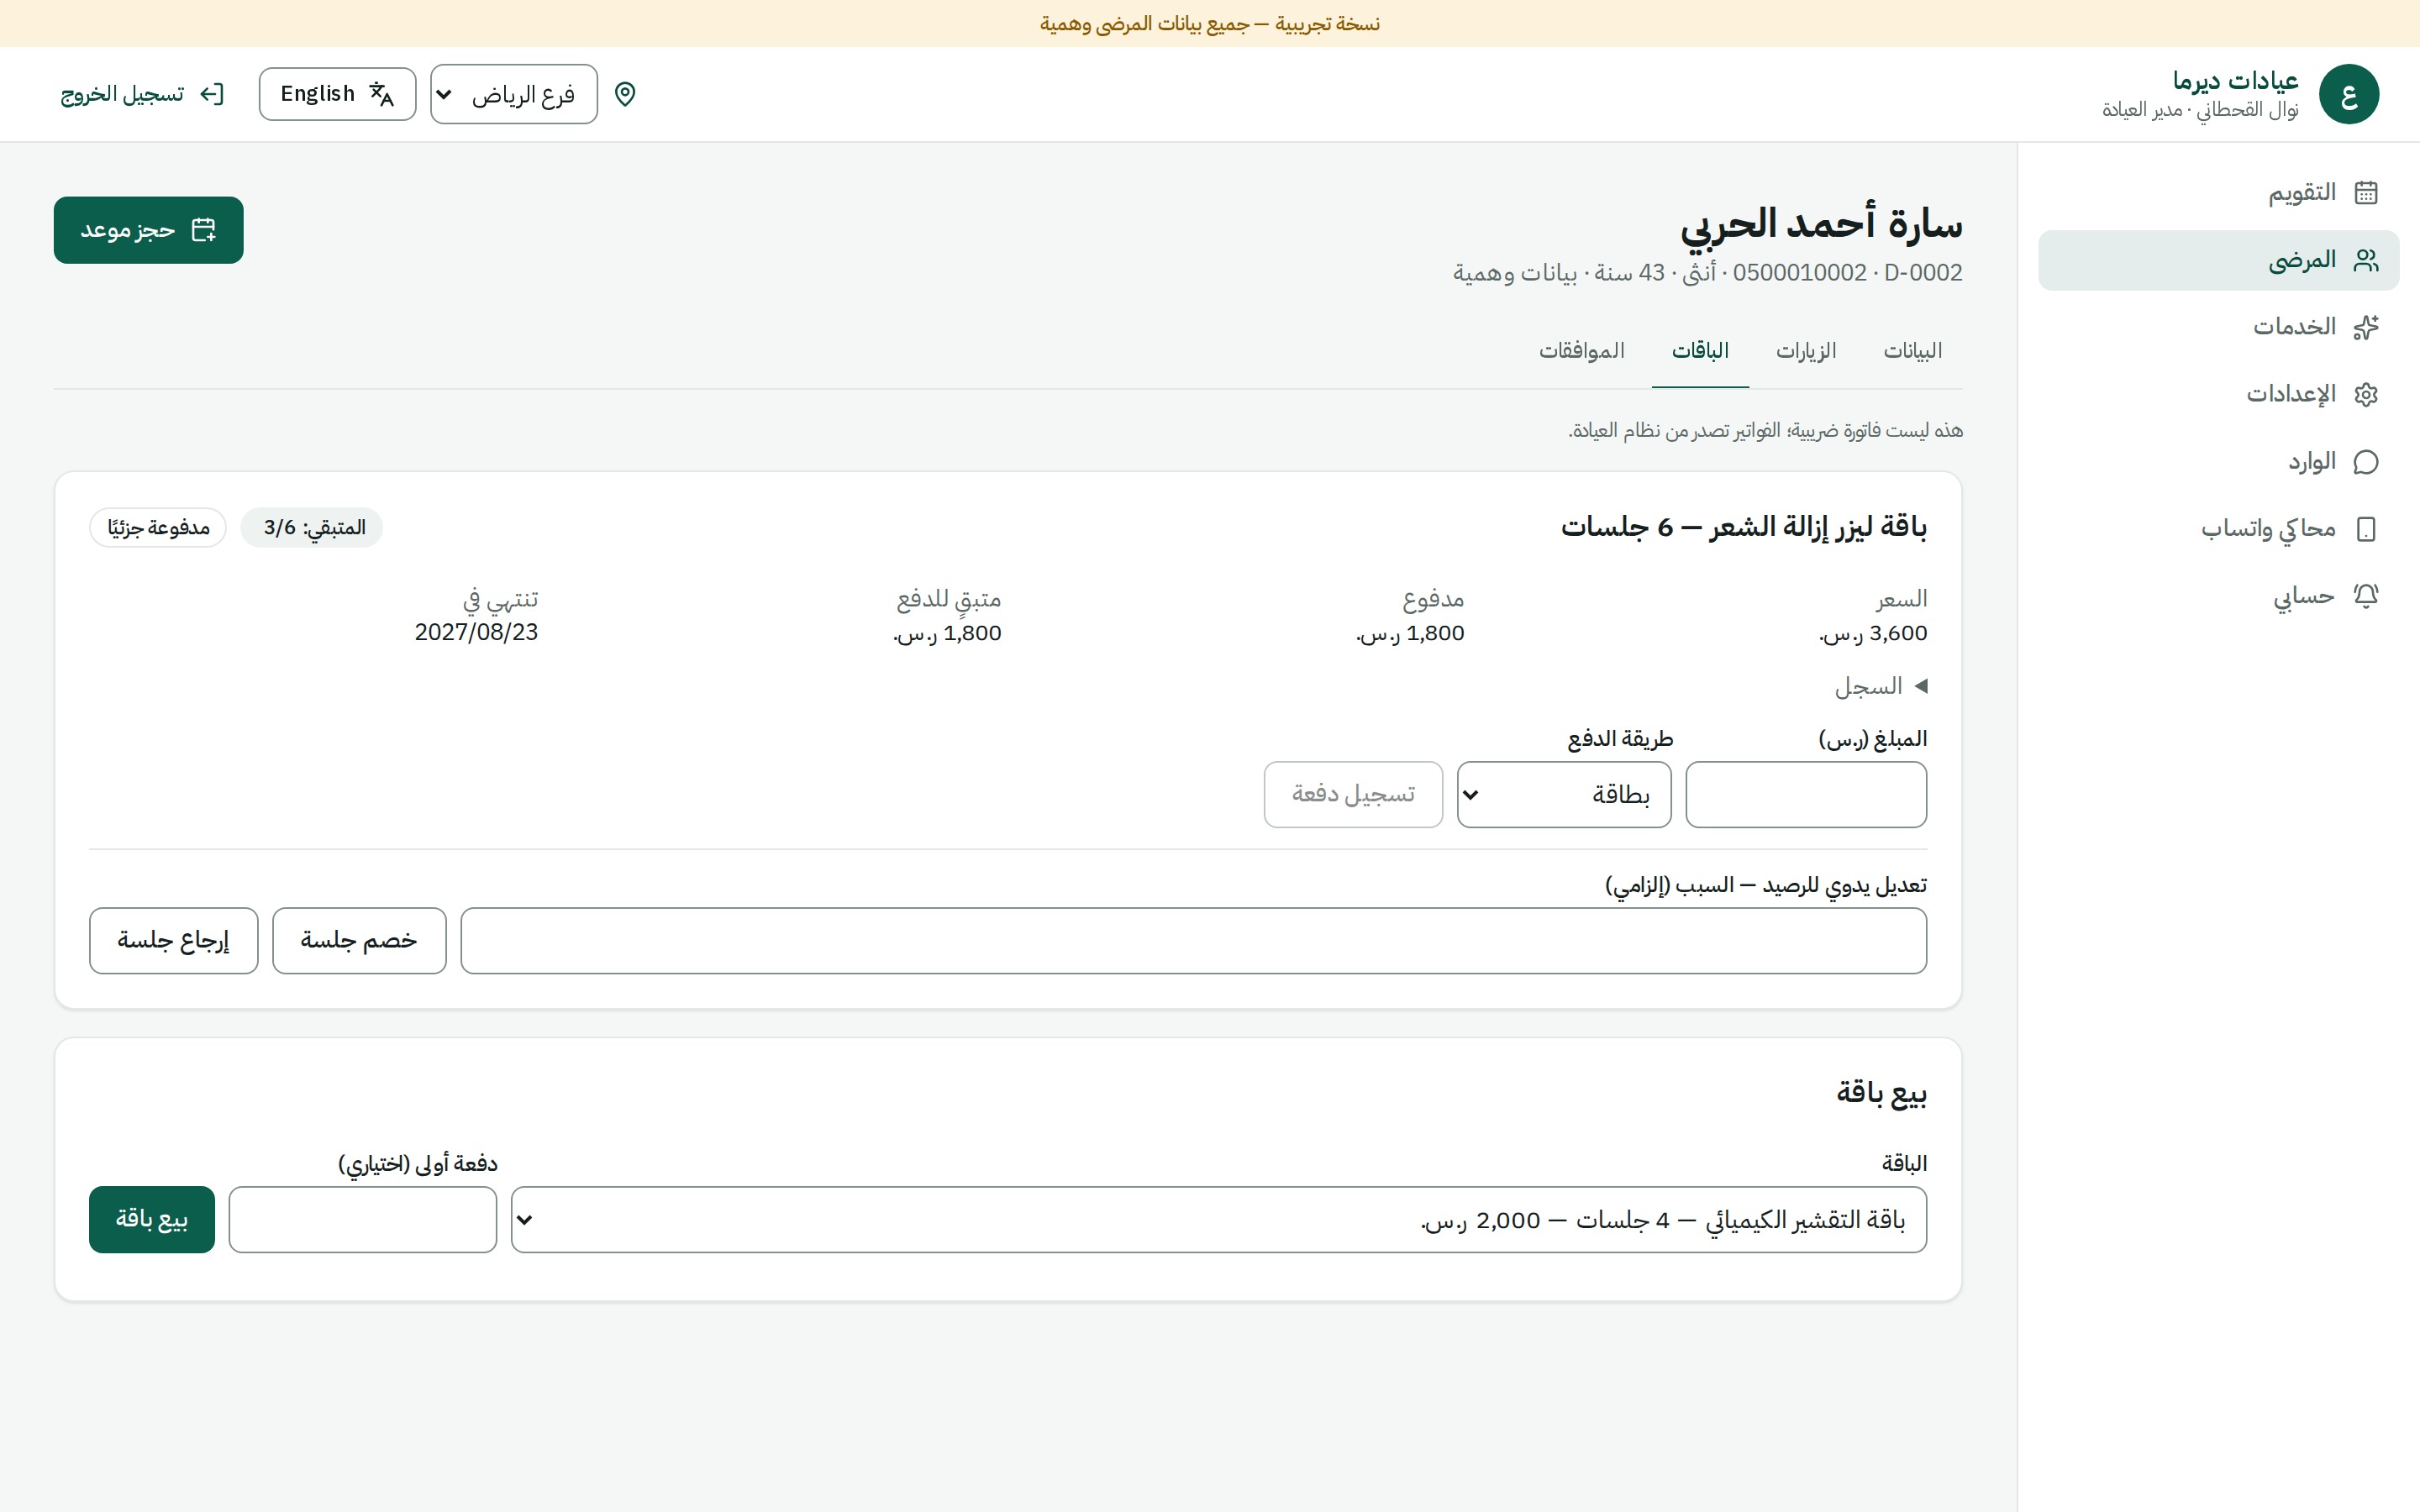 نسخة تجريبية — جميع بيانات المرضى وهمية
ع
عيادات ديرما
نوال القحطاني · مدير العيادة
فرع الرياض
English
تسجيل الخروج
التقويم
المرضى
الخدمات
الإعدادات
الوارد
محاكي واتساب
حسابي
سارة أحمد الحربي
D-0002 · 0500010002 · أنثى · 43 سنة · بيانات وهمية
حجز موعد
البيانات
الزيارات
الباقات
الموافقات
هذه ليست فاتورة ضريبية؛ الفواتير تصدر من نظام العيادة.
باقة ليزر إزالة الشعر — 6 جلسات
المتبقي: 3/6
مدفوعة جزئيًا
السعر
3,600 ر.س.
مدفوع
1,800 ر.س.
متبقٍ للدفع
1,800 ر.س.
تنتهي في
2027/08/23
السجل
المبلغ (ر.س)
طريقة الدفع
بطاقة
تسجيل دفعة
تعديل يدوي للرصيد — السبب (إلزامي)
خصم جلسة
إرجاع جلسة
بيع باقة
الباقة
باقة التقشير الكيميائي — 4 جلسات — 2,000 ر.س.
دفعة أولى (اختياري)
بيع باقة